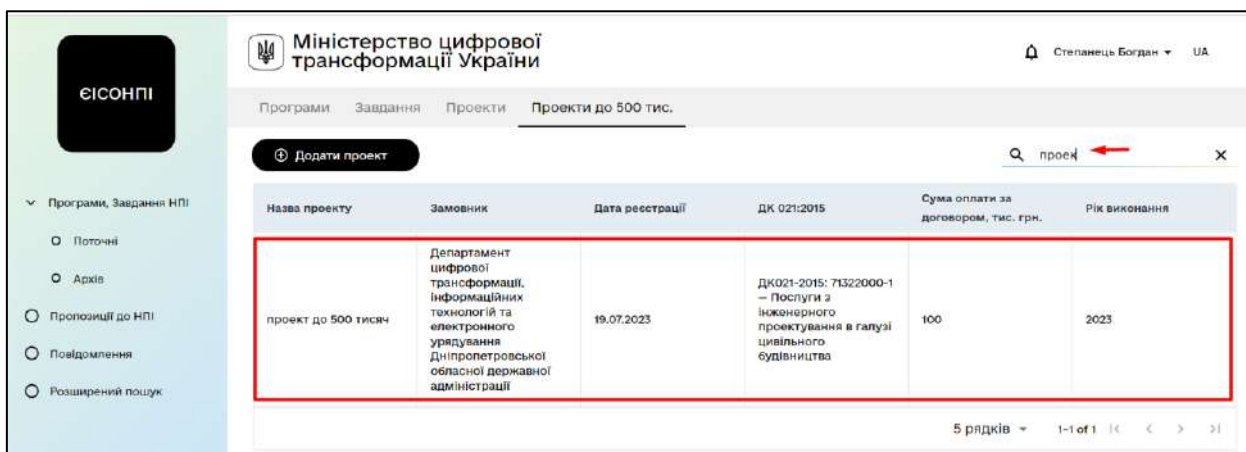 ЄІСОНПІ
Міністерство цифрової
трансформації України
Степанець Богдан UA
Програми Завдання Проекти Проекти до 500 тис.
Додати проект
проек
Програми, Завдання НПІ
Поточні
Архів
Пропозиції до НПІ
Повідомлення
Розширений пошук
Назва проекту Замовник Дата реєстрації ДК 021:2015 Сума оплати за Рік виконання
договором, тис. грн.
проект до 500 тисяч
Департамент
цифрової
трансформації,
інформаційних
технологій та
електронного
урядування
Дніпропетровської
обласної державної
адміністрації
19.07.2023
ДК021-2015: 71322000-1
— Послуги з
інженерного
проектування в галузі
цивільного
будівництва
100
2023
5 рядків 1-1 of 1